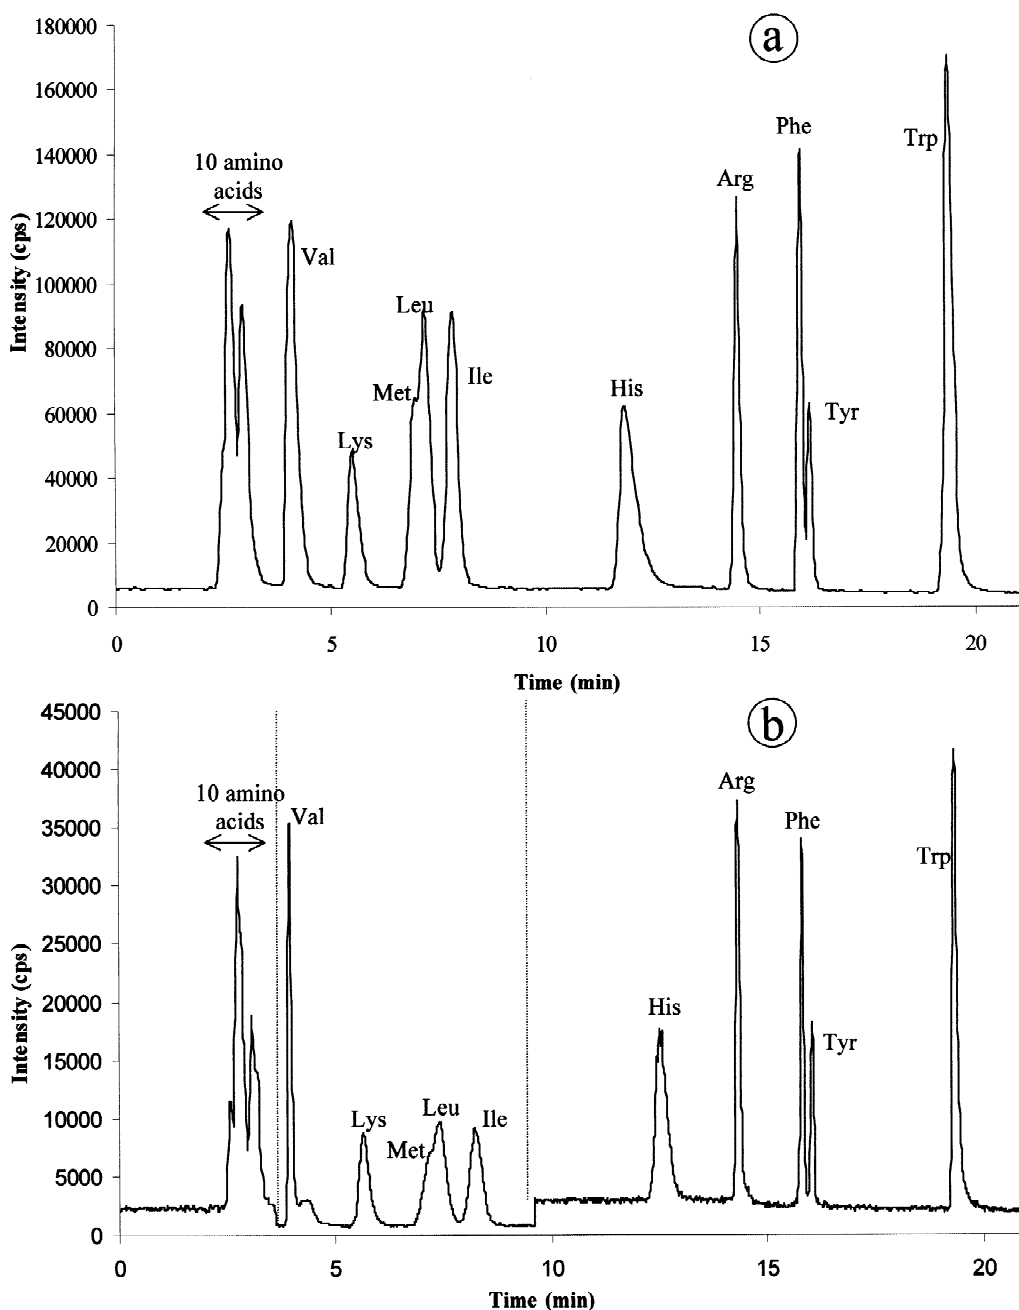 180000
a
160000
Phe
Trp
140000
10 amino
acids
Arg
120000
Val
100000
Leu
Intensity (cps)
80000
Ile
Met
His
60000
Tyr
Lys
40000
20000
0
0 5 10 15 20
Time (min)
45000
b
40000
Arg
10 amino
acids
Val
Phe
35000
Trp
30000
25000
Intensity (cps)
20000
His
Tyr
15000
10000
Lys
Leu
Ile
Met
5000
0
0 5 10 15 20
Time (min)